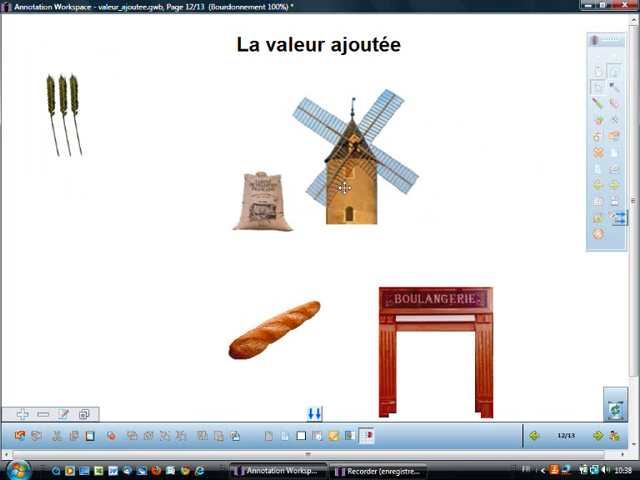 Annotation Workspace - valeur_ajoutee.gwb, Page 12/13 (Bourdonnement 100%) *
La valeur ajoutée
BOULANGERIE
12/13
Annotation Worksp...
Recorder (enregistre...
FR
10:38